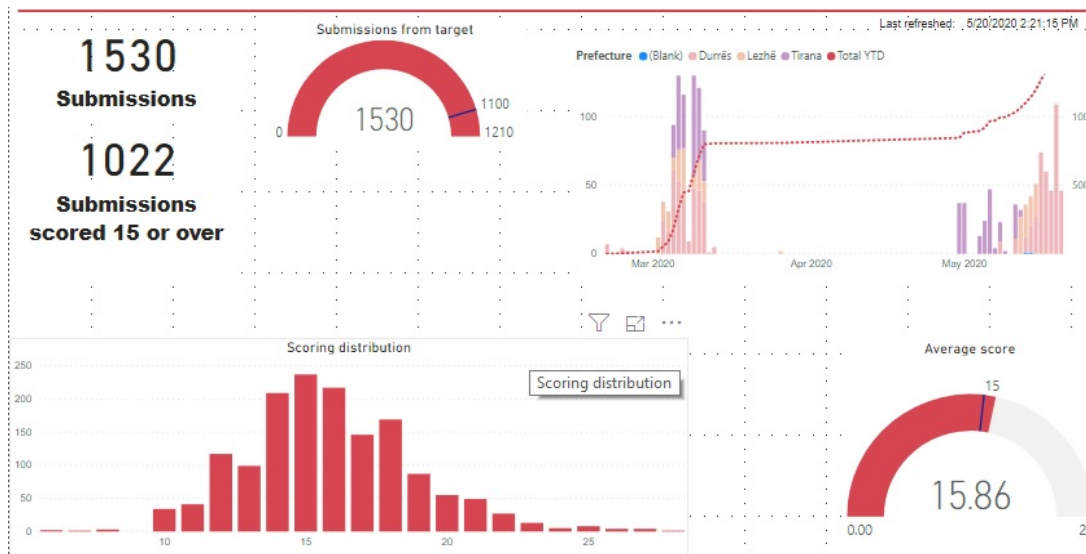 Last refreshed: 5/20/2020 2:21:15 PM
1530
Submissions
1022
Submissions
scored 15 or over
Submissions from target
0
1530
1100
1210
Prefecture (Blank) Durrës Lezhë Tirana Total YTD
100
50
0
500
Mar 2020 Apr 2020 May 2020
Scoring distribution
Scoring distribution
250
200
150
100
50
0
10 15 20 25
Average score
15
15.86
0.00